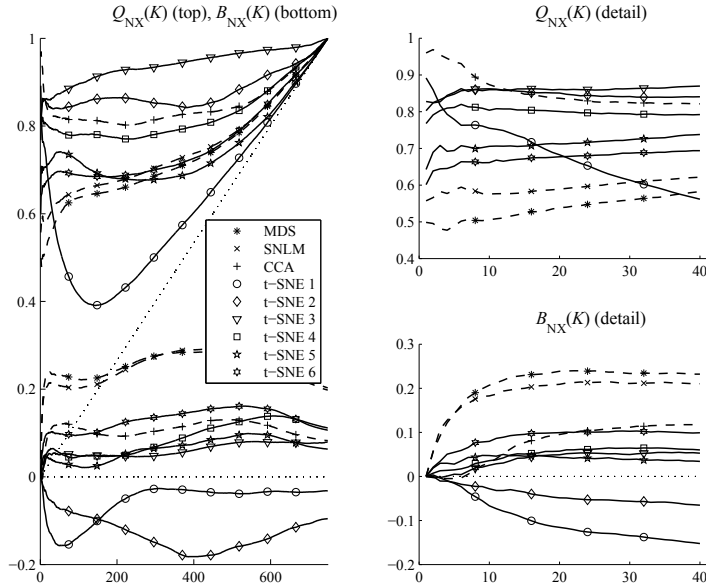 Q_NX(K) (top), B_NX(K) (bottom)
1
0.8
0.6
0.4
0.2
0
−0.2
0
200
400
600
MDS
SNLM
CCA
t−SNE 1
t−SNE 2
t−SNE 3
t−SNE 4
t−SNE 5
t−SNE 6
Q_NX(K) (detail)
1
0.9
0.8
0.7
0.6
0.5
0.4
0
10
20
30
40
B_NX(K) (detail)
0.3
0.2
0.1
0
−0.1
−0.2
0
10
20
30
40